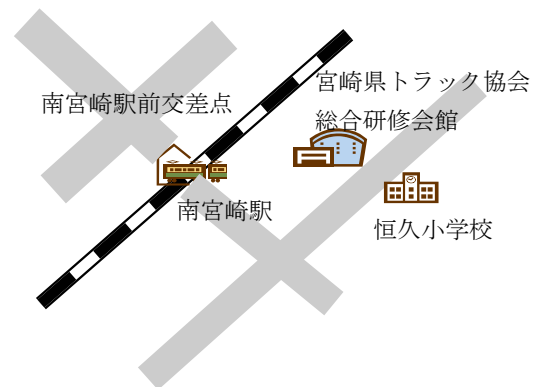 宮崎県トラック協会
総合研修会館
南宮崎駅前交差点
南宮崎駅
恒久小学校